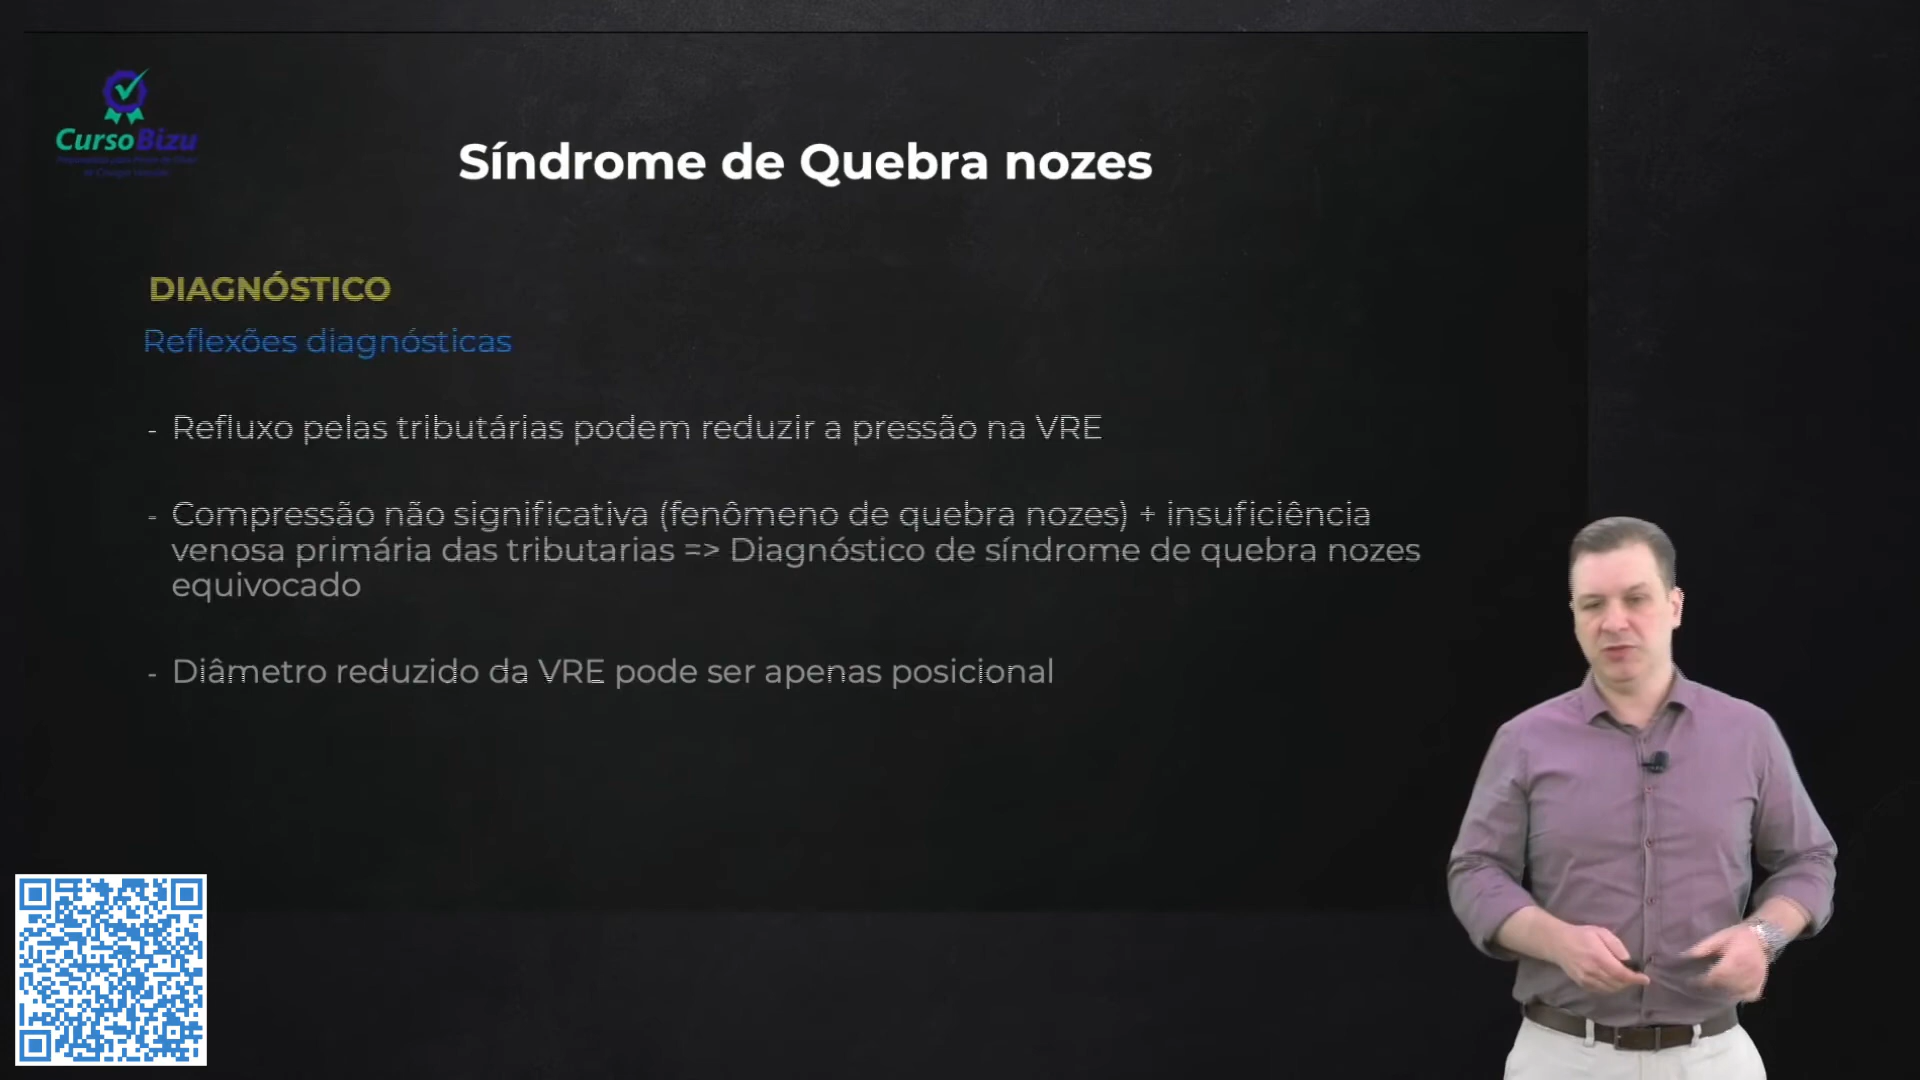 CursoBizu
Síndrome de Quebra nozes
DIAGNÓSTICO
Reflexões diagnósticas
- Refluxo pelas tributárias podem reduzir a pressão na VRE
- Compressão não significativa (fenômeno de quebra nozes) + insuficiência
venosa primária das tributarias => Diagnóstico de síndrome de quebra nozes
equivocado
- Diâmetro reduzido da VRE pode ser apenas posicional